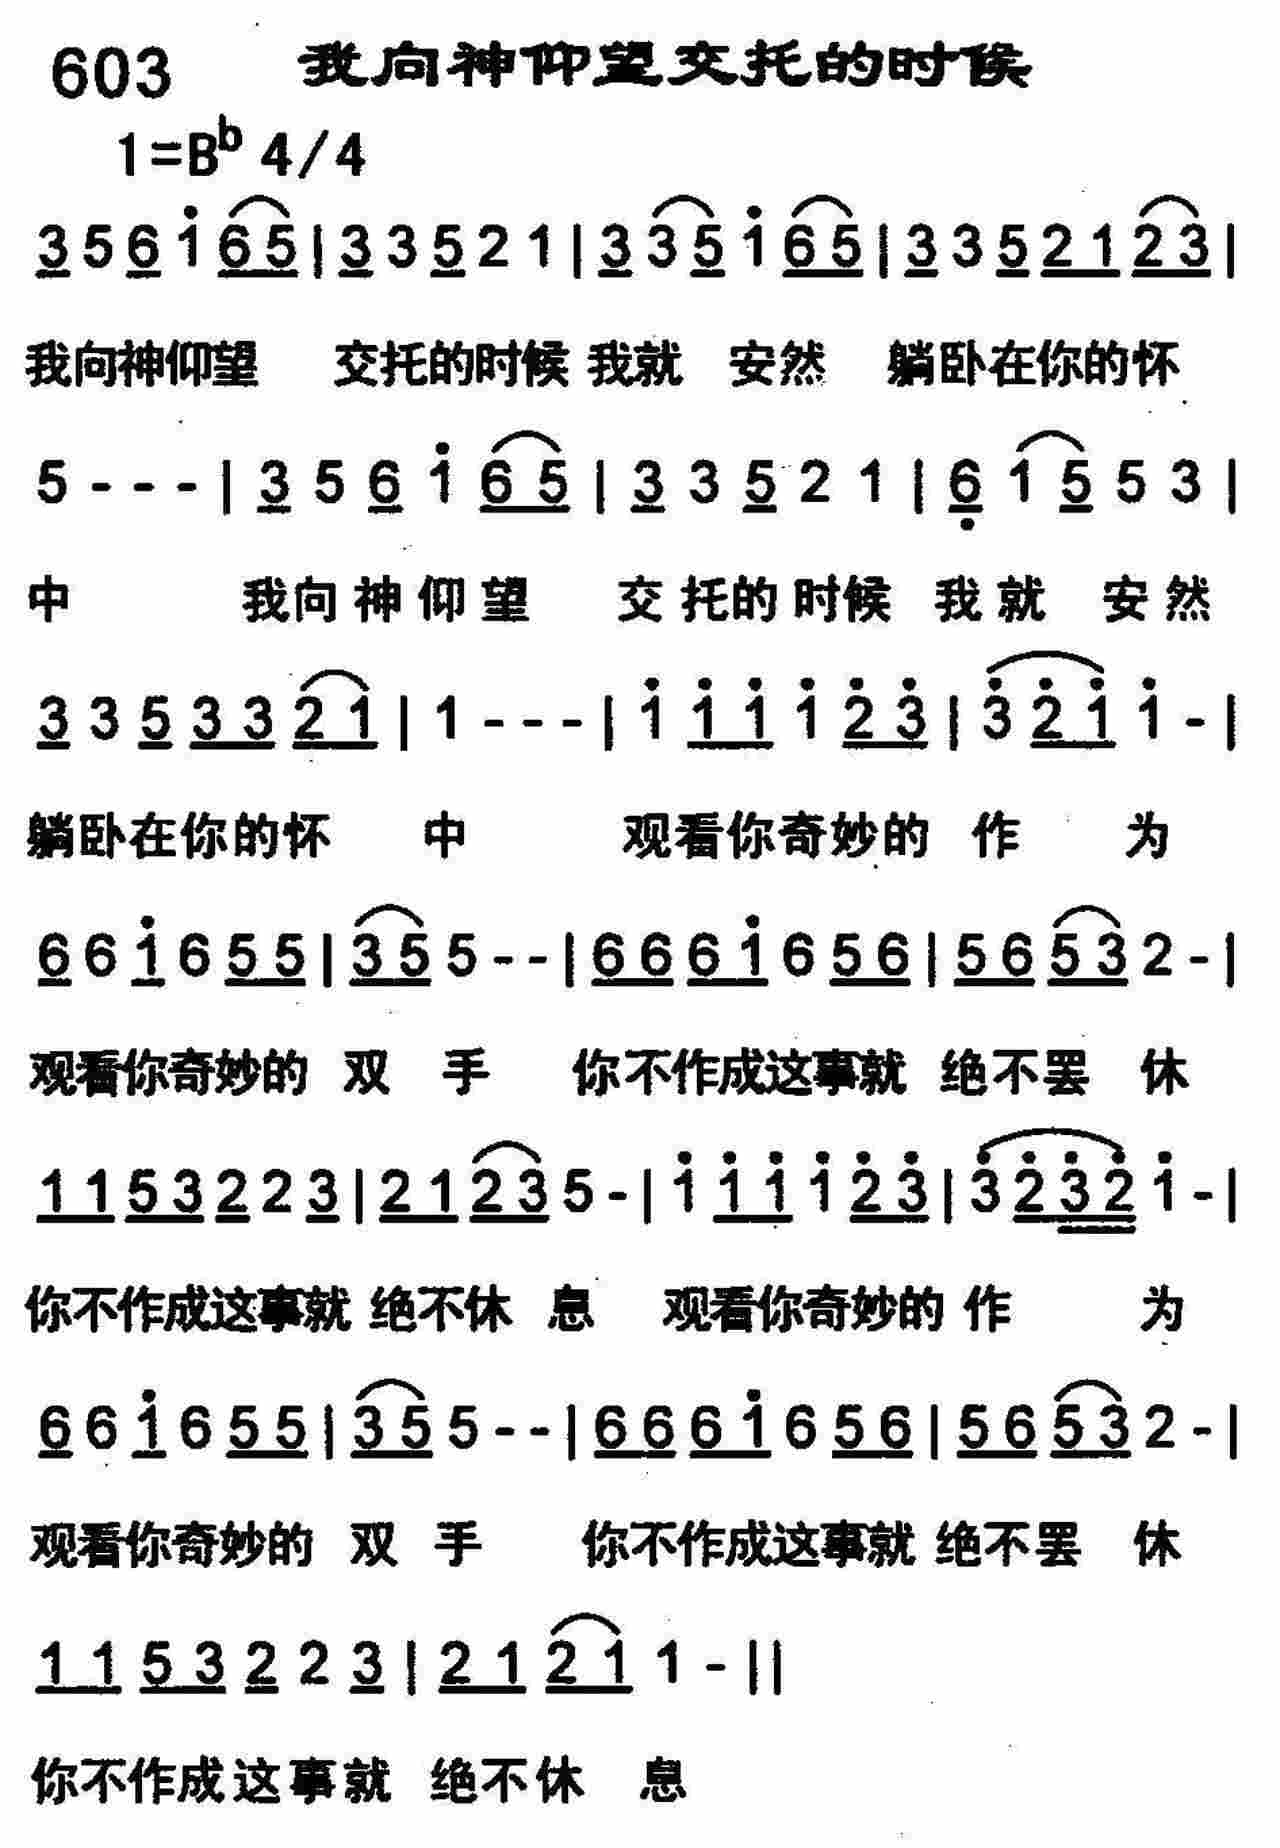 603 我向神仰望交托的时候
1=B♭ 4/4
3 5 6 1̇ 6 5 | 3 3 5 2 1 | 3 3 5 1̇ 6 5 | 3 3 5 2 1 2 3 |
我向神仰望 交托的时候 我就 安然 躺卧在你的怀
5 - - - | 3 5 6 1̇ 6 5 | 3 3 5 2 1 | 6̣ 1 5 5 3 |
中 我向神仰望 交托的时候 我就 安然
3 3 5 3 3 2 1 | 1 - - - | 1̇ 1̇ 1̇ 1̇ 2̇ 3̇ | 3̇ 2̇ 1̇ 1̇ - |
躺卧在你的怀 中 观看你奇妙的 作 为
6 6 1̇ 6 5 5 | 3 5 5 - - | 6 6 6 1̇ 6 5 6 | 5 6 5 3 2 - |
观看你奇妙的 双 手 你不作成这事就 绝不罢 休
1 1 5 3 2 2 3 | 2 1 2 3 5 - | 1̇ 1̇ 1̇ 1̇ 2̇ 3̇ | 3̇ 2̇ 3̇ 2̇ 1̇ - |
你不作成这事就 绝不休 息 观看你奇妙的 作 为
6 6 1̇ 6 5 5 | 3 5 5 - - | 6 6 6 1̇ 6 5 6 | 5 6 5 3 2 - |
观看你奇妙的 双 手 你不作成这事就 绝不罢 休
1 1 5 3 2 2 3 | 2 1 2 1 1 - ||
你不作成这事就 绝不休 息